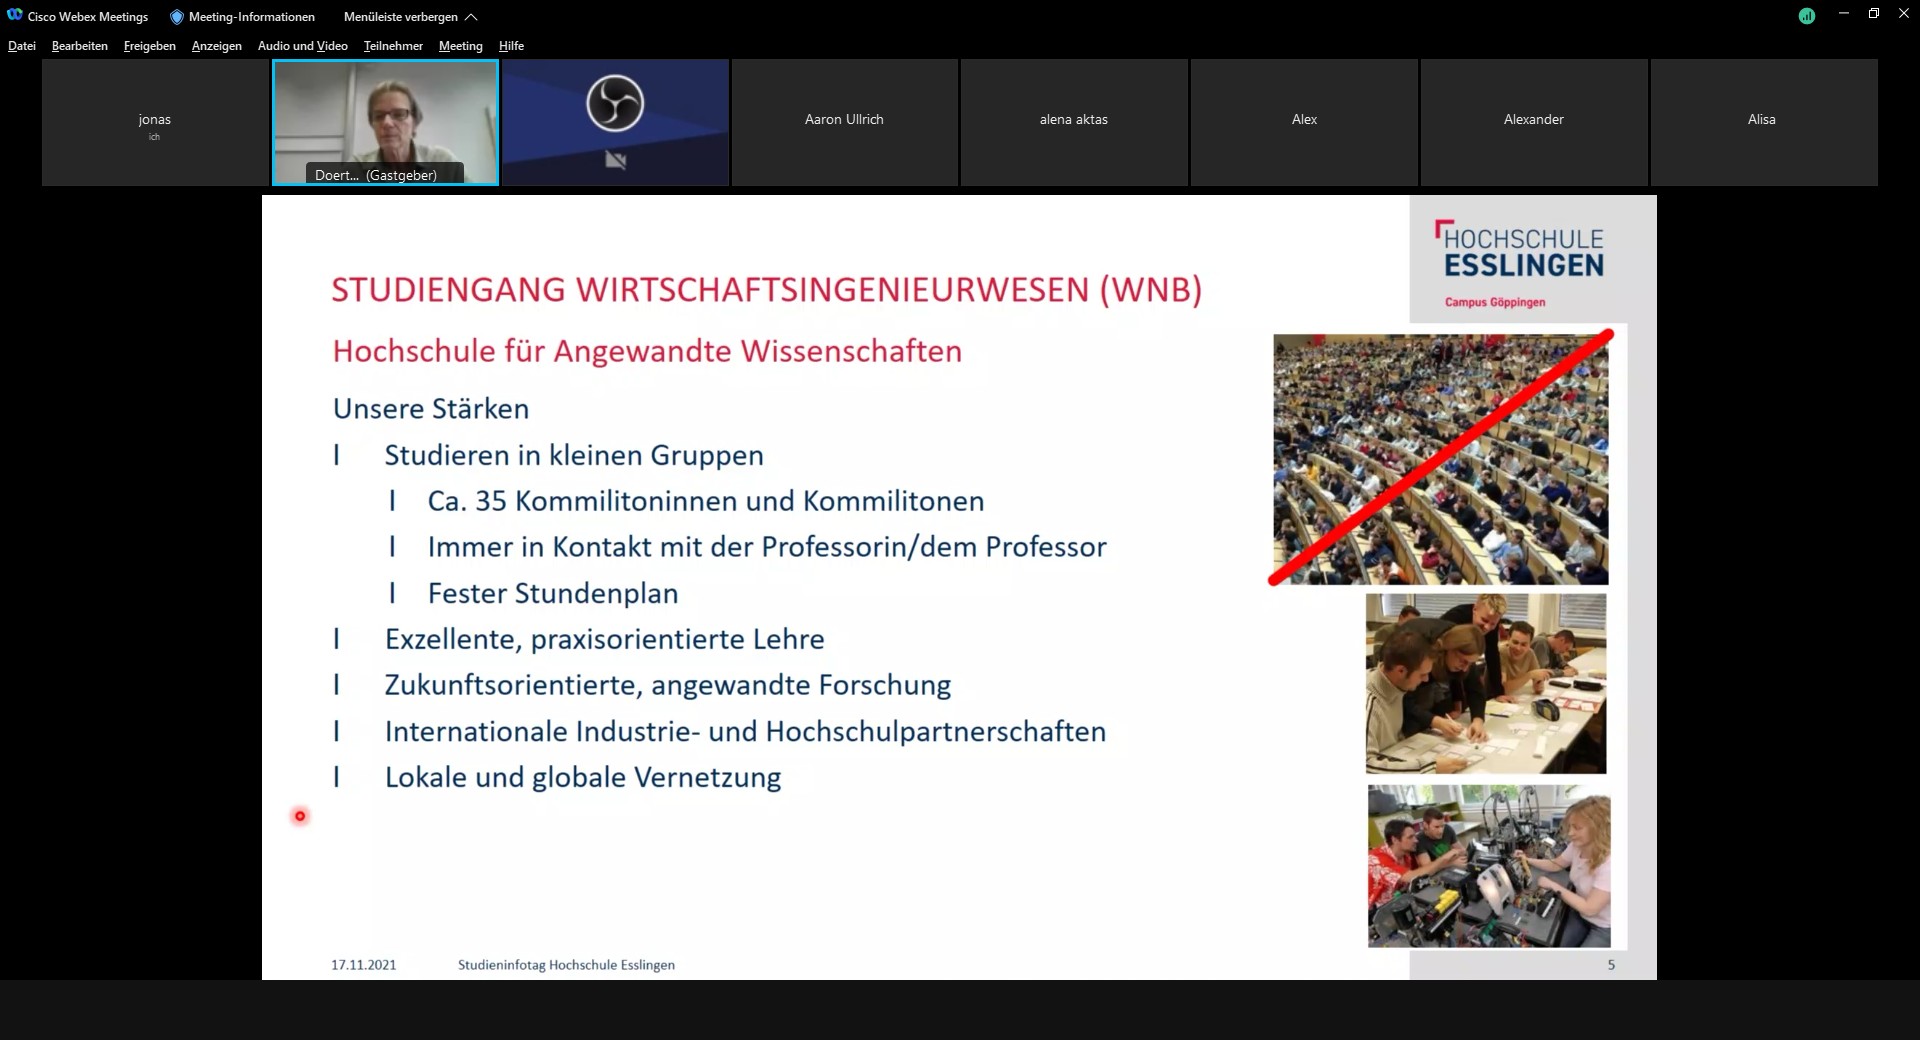 Cisco Webex Meetings
Meeting-Informationen
Menüleiste verbergen
Datei Bearbeiten Freigeben Anzeigen Audio und Video Teilnehmer Meeting Hilfe
jonas
ich
Doert... (Gastgeber)
Aaron Ullrich
alena aktas
Alex
Alexander
Alisa
HOCHSCHULE
ESSLINGEN
Campus Göppingen
STUDIENGANG WIRTSCHAFTSINGENIEURWESEN (WNB)
Hochschule für Angewandte Wissenschaften
Unsere Stärken
l Studieren in kleinen Gruppen
l Ca. 35 Kommilitoninnen und Kommilitonen
l Immer in Kontakt mit der Professorin/dem Professor
l Fester Stundenplan
l Exzellente, praxisorientierte Lehre
l Zukunftsorientierte, angewandte Forschung
l Internationale Industrie- und Hochschulpartnerschaften
l Lokale und globale Vernetzung
17.11.2021 Studieninfotag Hochschule Esslingen 5